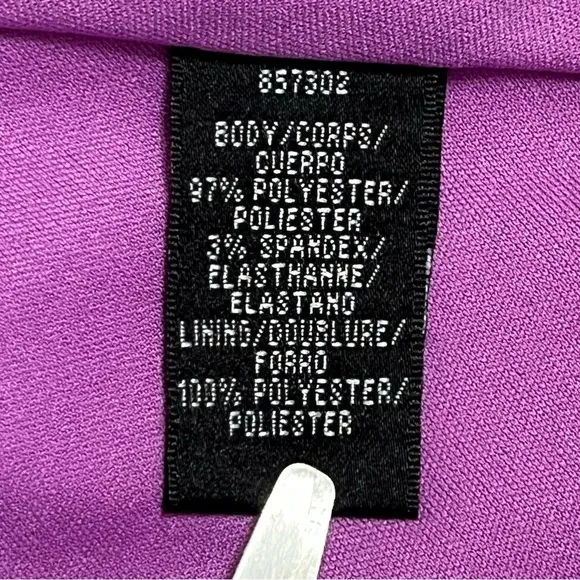 857302
BODY/CORPS/
CUERPO
97% POLYESTER/
POLIESTER
3% SPANDEX/
ELASTHANNE/
ELASTANO
LINING/DOUBLURE/
FORRO
100% POLYESTER/
POLIESTER